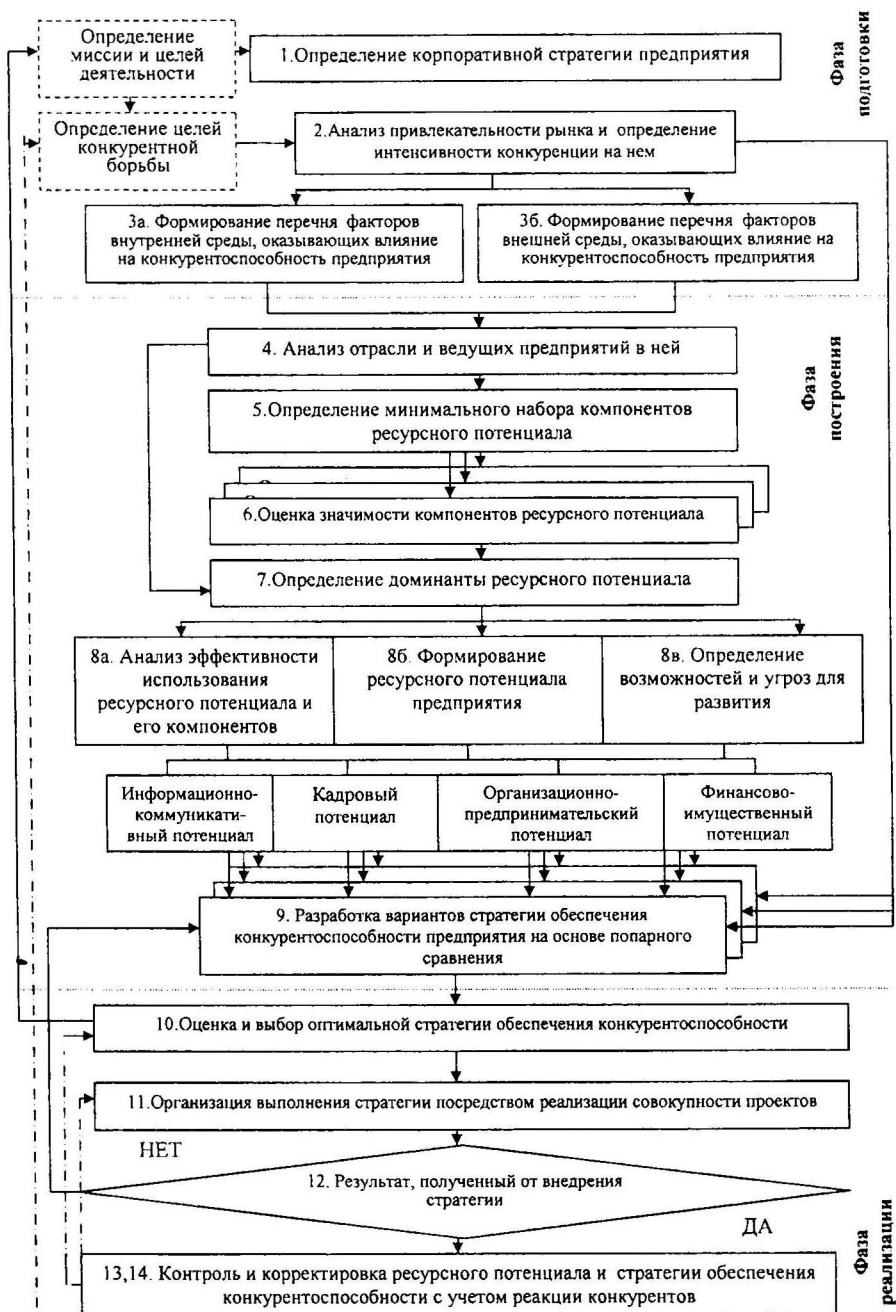 Определение
миссии и целей
деятельности
1.Определение корпоративной стратегии предприятия
Фаза
подготовки
Определение целей
конкурентной
борьбы
2.Анализ привлекательности рынка и определение
интенсивности конкуренции на нем
3а. Формирование перечня факторов
внутренней среды, оказывающих влияние
на конкурентоспособность предприятия
3б. Формирование перечня факторов
внешней среды, оказывающих влияние на
конкурентоспособность предприятия
4. Анализ отрасли и ведущих предприятий в ней
Фаза
построения
5.Определение минимального набора компонентов
ресурсного потенциала
6.Оценка значимости компонентов ресурсного потенциала
7.Определение доминанты ресурсного потенциала
8а. Анализ эффективности
использования
ресурсного потенциала и
его компонентов
8б. Формирование
ресурсного потенциала
предприятия
8в. Определение
возможностей и угроз для
развития
Информационно-
коммуникати-
вный потенциал
Кадровый
потенциал
Организационно-
предпринимательский
потенциал
Финансово-
имущественный
потенциал
9. Разработка вариантов стратегии обеспечения
конкурентоспособности предприятия на основе попарного
сравнения
10.Оценка и выбор оптимальной стратегии обеспечения конкурентоспособности
11.Организация выполнения стратегии посредством реализации совокупности проектов
НЕТ
12. Результат, полученный от внедрения
стратегии
ДА
Фаза
реализации
13,14. Контроль и корректировка ресурсного потенциала и стратегии обеспечения
конкурентоспособности с учетом реакции конкурентов